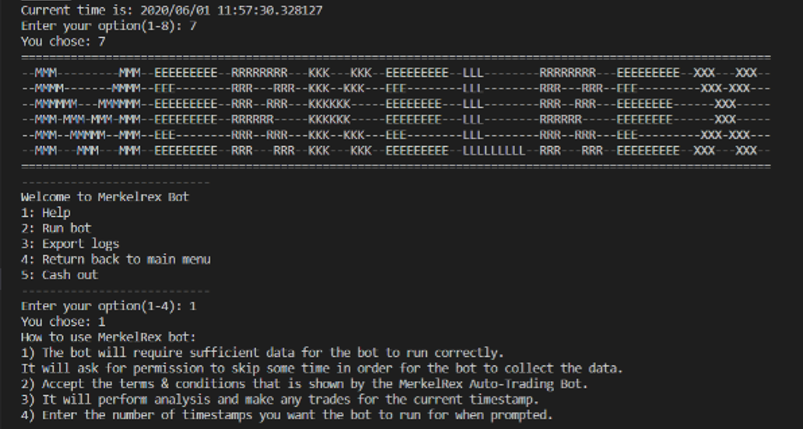 Current time is: 2020/06/01 11:57:30.328127
Enter your option(1-8): 7
You chose: 7
=============================================================================================================
--MMM---------MMM--EEEEEEEEE--RRRRRRRR---KKK---KKK--EEEEEEEEE--LLL--------RRRRRRRR---EEEEEEEEE--XXX---XXX--
--MMMM-------MMMM--EEE--------RRR---RRR--KKK--KKK---EEE--------LLL--------RRR---RRR--EEE---------XXX-XXX---
--MMMMMM---MMMMMM--EEEEEEEEE--RRR--RRR---KKKKKK-----EEEEEEEEE--LLL--------RRR--RRR---EEEEEEEEE-----XXX-----
--MMM-MMM-MMM-MMM--EEEEEEEEE--RRRRRR-----KKKKKK-----EEEEEEEEE--LLL--------RRRRRR-----EEEEEEEEE-----XXX-----
--MMM--MMMMM--MMM--EEE--------RRR--RRR---KKK--KKK---EEE--------LLL--------RRR--RRR---EEE---------XXX-XXX---
--MMM---MMM---MMM--EEEEEEEEE--RRR---RRR--KKK---KKK--EEEEEEEEE--LLLLLLLLL--RRR---RRR--EEEEEEEEE--XXX---XXX--
=============================================================================================================
---------------------------
Welcome to Merkelrex Bot
1: Help
2: Run bot
3: Export logs
4: Return back to main menu
5: Cash out
---------------------------
Enter your option(1-4): 1
You chose: 1
How to use MerkelRex bot:
1) The bot will require sufficient data for the bot to run correctly.
It will ask for permission to skip some time in order for the bot to collect the data.
2) Accept the terms & conditions that is shown by the MerkelRex Auto-Trading Bot.
3) It will perform analysis and make any trades for the current timestamp.
4) Enter the number of timestamps you want the bot to run for when prompted.